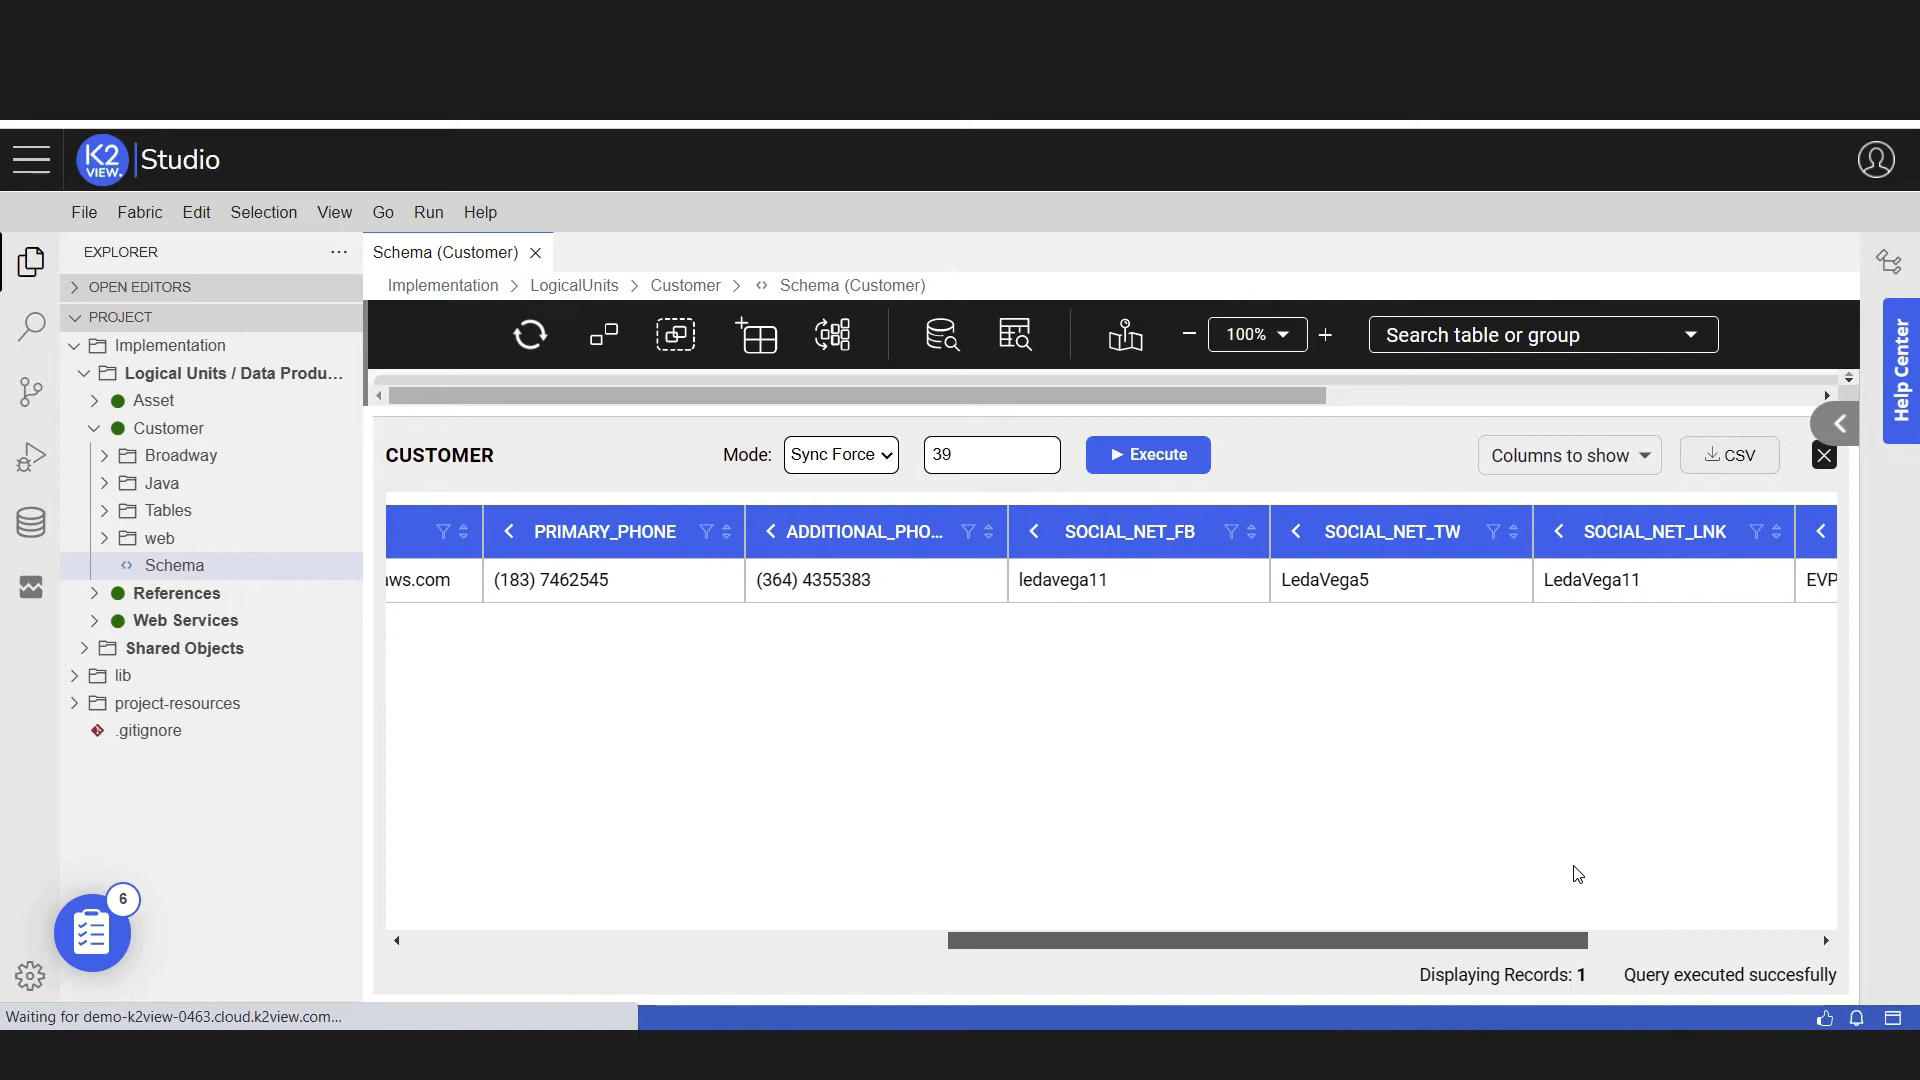 K2
VIEW.
Studio
File Fabric Edit Selection View Go Run Help
EXPLORER
Schema (Customer)
OPEN EDITORS
Implementation > LogicalUnits > Customer > Schema (Customer)
PROJECT
Implementation
100%
Search table or group
Help Center
Logical Units / Data Produ...
Asset
Customer
Broadway
Java
Tables
web
Schema
References
Web Services
Shared Objects
lib
project-resources
.gitignore
6
CUSTOMER
Mode: Sync Force 39 Execute Columns to show CSV
PRIMARY_PHONE ADDITIONAL_PHO... SOCIAL_NET_FB SOCIAL_NET_TW SOCIAL_NET_LNK
aws.com (183) 7462545 (364) 4355383 ledavega11 LedaVega5 LedaVega11 EVP
Displaying Records: 1 Query executed succesfully
Waiting for demo-k2view-0463.cloud.k2view.com...